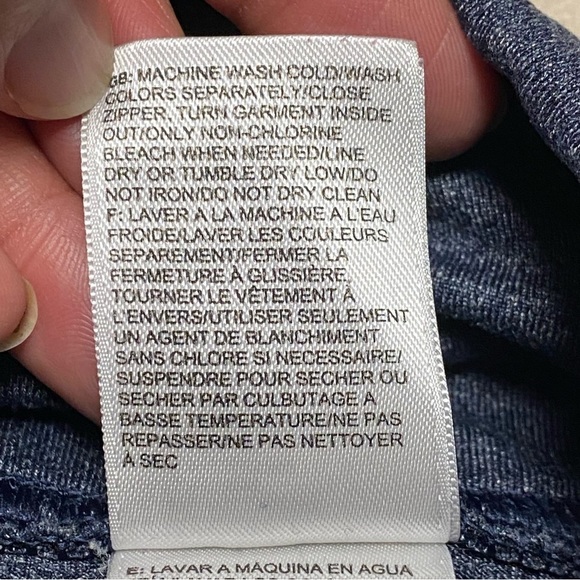 GB: MACHINE WASH COLD/WASH
COLORS SEPARATELY/CLOSE
ZIPPER, TURN GARMENT INSIDE
OUT/ONLY NON-CHLORINE
BLEACH WHEN NEEDED/LINE
DRY OR TUMBLE DRY LOW/DO
NOT IRON/DO NOT DRY CLEAN
F: LAVER A LA MACHINE A L'EAU
FROIDE/LAVER LES COULEURS
SEPAREMENT/FERMER LA
FERMETURE À GLISSIÈRE,
TOURNER LE VÊTEMENT À
L'ENVERS/UTILISER SEULEMENT
UN AGENT DE BLANCHIMENT
SANS CHLORE SI NECESSAIRE/
SUSPENDRE POUR SECHER OU
SECHER PAR CULBUTAGE A
BASSE TEMPERATURE/NE PAS
REPASSER/NE PAS NETTOYER
À SEC
E: LAVAR A MÁQUINA EN AGUA